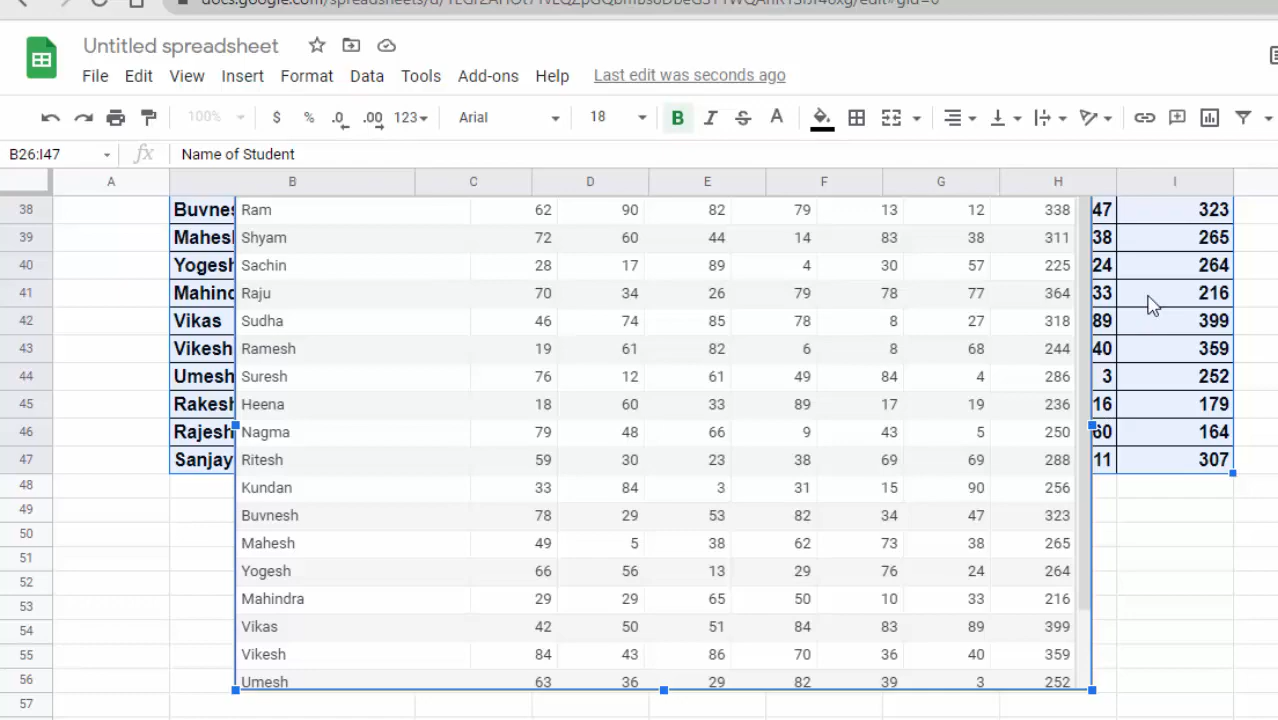 Untitled spreadsheet
File Edit View Insert Format Data Tools Add-ons Help Last edit was seconds ago
100% $ % .0 .00 123 Arial 18 B I S A
B26:I47 fx Name of Student
A B C D E F G H I
38 Buvnes Ram 62 90 82 79 13 12 338 47 323
39 Mahesl Shyam 72 60 44 14 83 38 311 38 265
40 Yogesh Sachin 28 17 89 4 30 57 225 24 264
41 Mahinc Raju 70 34 26 79 78 77 364 33 216
42 Vikas Sudha 46 74 85 78 8 27 318 89 399
43 Vikesh Ramesh 19 61 82 6 8 68 244 40 359
44 Umesh Suresh 76 12 61 49 84 4 286 3 252
45 Rakesh Heena 18 60 33 89 17 19 236 16 179
46 Rajesh Nagma 79 48 66 9 43 5 250 60 164
47 Sanjay Ritesh 59 30 23 38 69 69 288 11 307
48 Kundan 33 84 3 31 15 90 256
49 Buvnesh 78 29 53 82 34 47 323
50 Mahesh 49 5 38 62 73 38 265
51 Yogesh 66 56 13 29 76 24 264
52
53 Mahindra 29 29 65 50 10 33 216
54 Vikas 42 50 51 84 83 89 399
55 Vikesh 84 43 86 70 36 40 359
56 Umesh 63 36 29 82 39 3 252
57